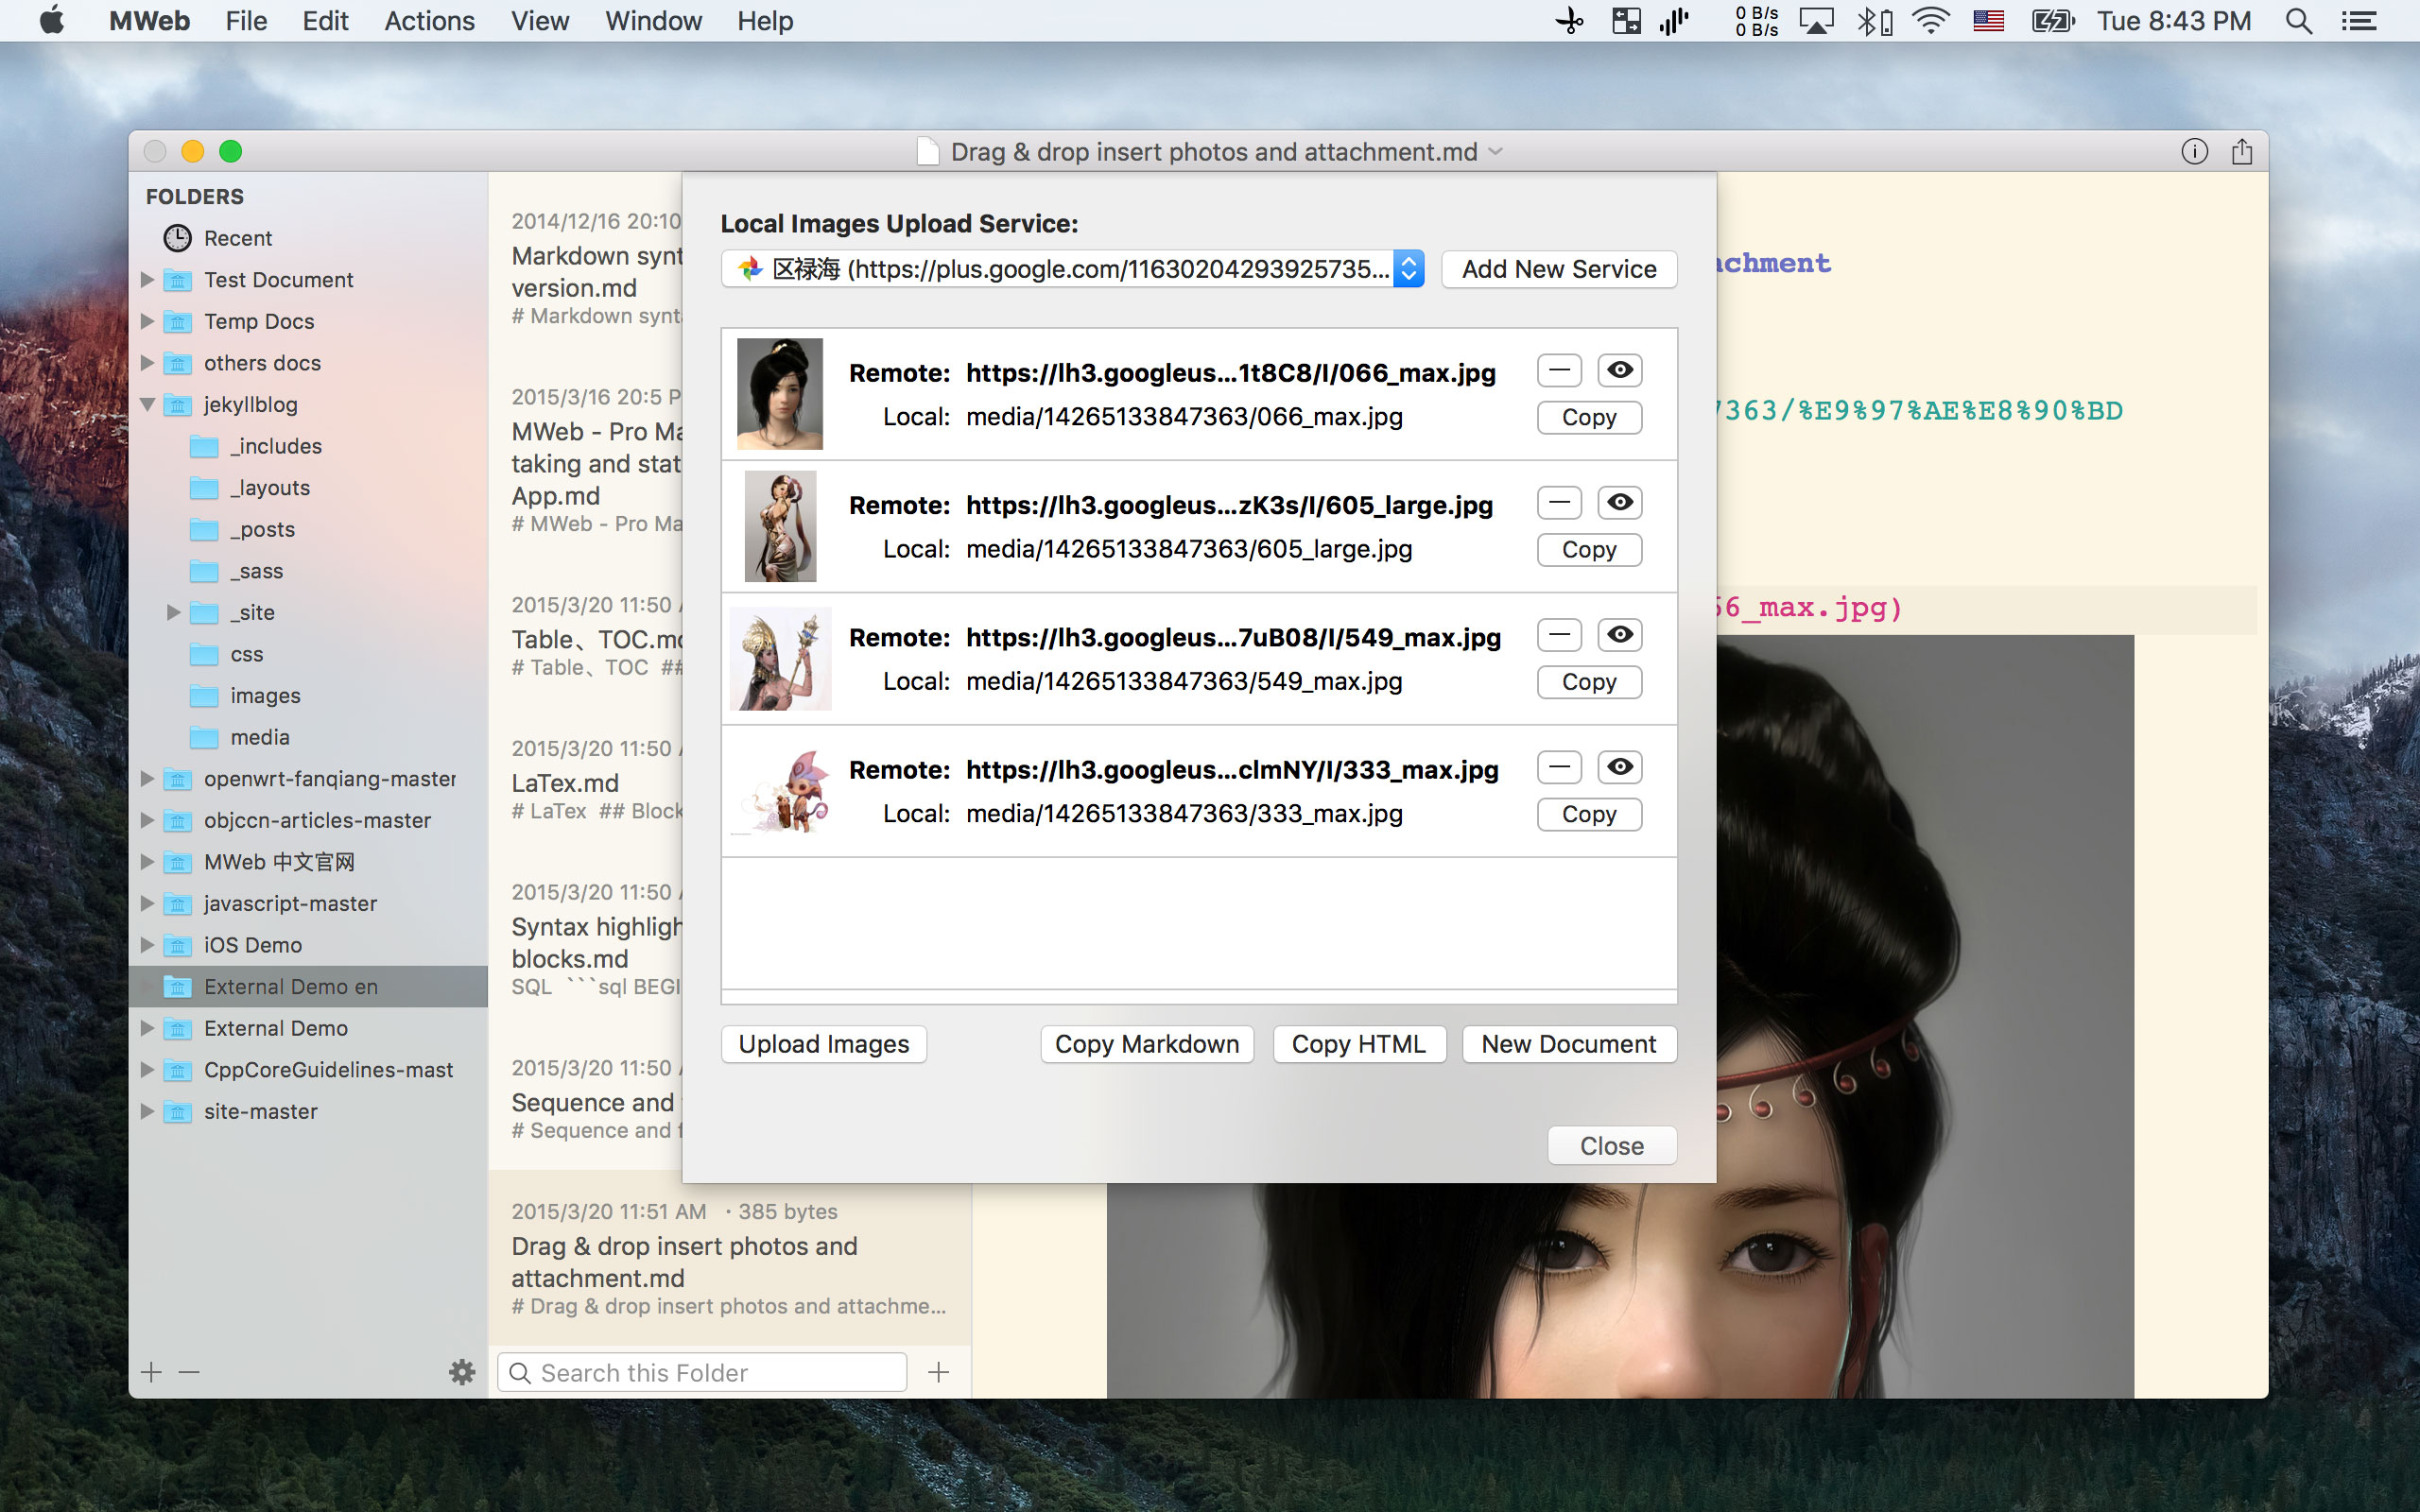 MWeb File Edit Actions View Window Help
0 B/s
0 B/s
Tue 8:43 PM
Drag & drop insert photos and attachment.md
FOLDERS
Recent
Test Document
Temp Docs
others docs
jekyllblog
_includes
_layouts
_posts
_sass
_site
css
images
media
openwrt-fanqiang-master
objccn-articles-master
MWeb 中文官网
javascript-master
iOS Demo
External Demo en
External Demo
CppCoreGuidelines-mast
site-master
2014/12/16 20:10
Markdown synt
version.md
# Markdown synt
2015/3/16 20:5 P
MWeb - Pro Ma
taking and stat
App.md
# MWeb - Pro Ma
2015/3/20 11:50
Table、TOC.md
# Table、TOC ##
2015/3/20 11:50
LaTex.md
# LaTex ## Block
2015/3/20 11:50
Syntax highligh
blocks.md
SQL ```sql BEGI
2015/3/20 11:50
Sequence and
# Sequence and f
2015/3/20 11:51 AM · 385 bytes
Drag & drop insert photos and
attachment.md
# Drag & drop insert photos and attachme...
Search this Folder
Local Images Upload Service:
区禄海 (https://plus.google.com/11630204293925735...
Add New Service
Remote: https://lh3.googleus...1t8C8/I/066_max.jpg
Local: media/14265133847363/066_max.jpg
Copy
Remote: https://lh3.googleus...zK3s/I/605_large.jpg
Local: media/14265133847363/605_large.jpg
Copy
Remote: https://lh3.googleus...7uB08/I/549_max.jpg
Local: media/14265133847363/549_max.jpg
Copy
Remote: https://lh3.googleus...clmNY/I/333_max.jpg
Local: media/14265133847363/333_max.jpg
Copy
Upload Images
Copy Markdown
Copy HTML
New Document
Close
achment
7363/%E9%97%AE%E8%90%BD
66_max.jpg)